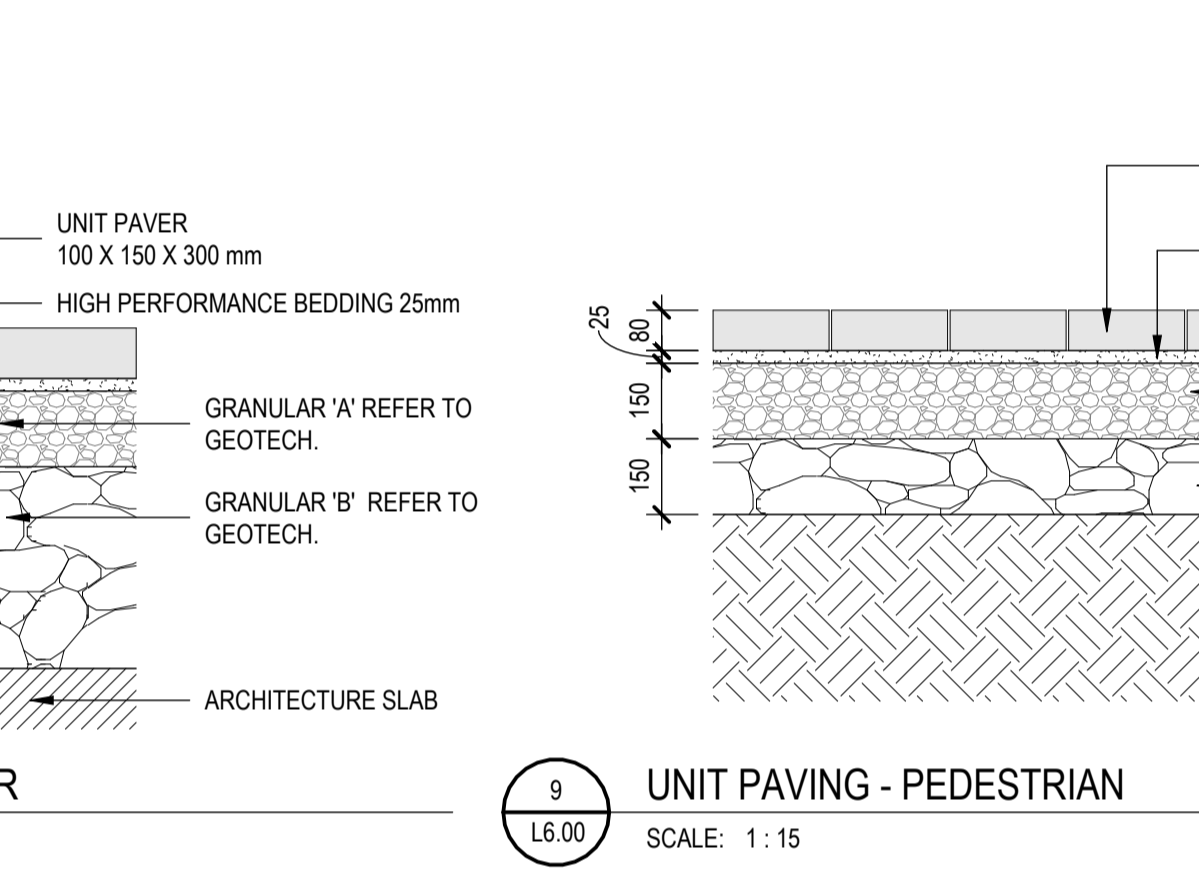 UNIT PAVER
100 X 150 X 300 mm
HIGH PERFORMANCE BEDDING 25mm
GRANULAR 'A' REFER TO
GEOTECH.
GRANULAR 'B' REFER TO
GEOTECH.
ARCHITECTURE SLAB
R
25
80
150
150
9
L6.00
UNIT PAVING - PEDESTRIAN
SCALE: 1 : 15